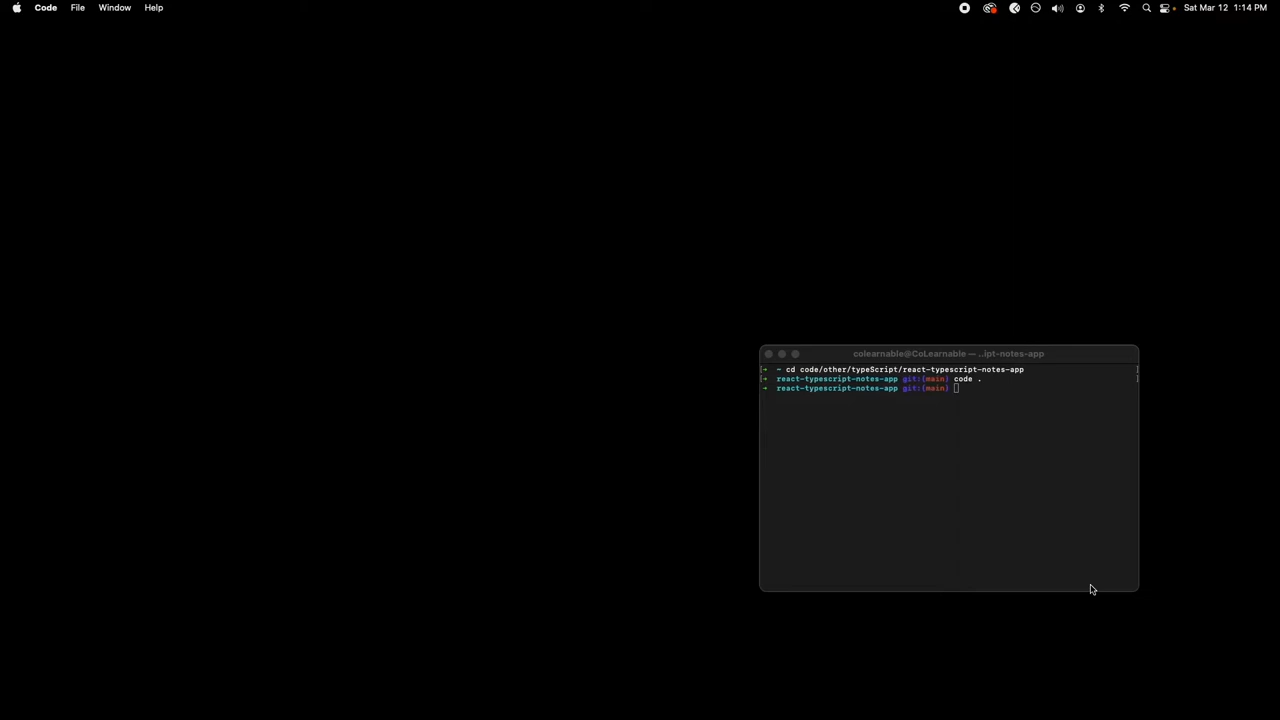 Code File Window Help Sat Mar 12 1:14 PM
colearnable@CoLearnable — ..ipt-notes-app
[→ ~ cd code/other/typeScript/react-typescript-notes-app ]
[→ react-typescript-notes-app git:(main) code . ]
→ react-typescript-notes-app git:(main)